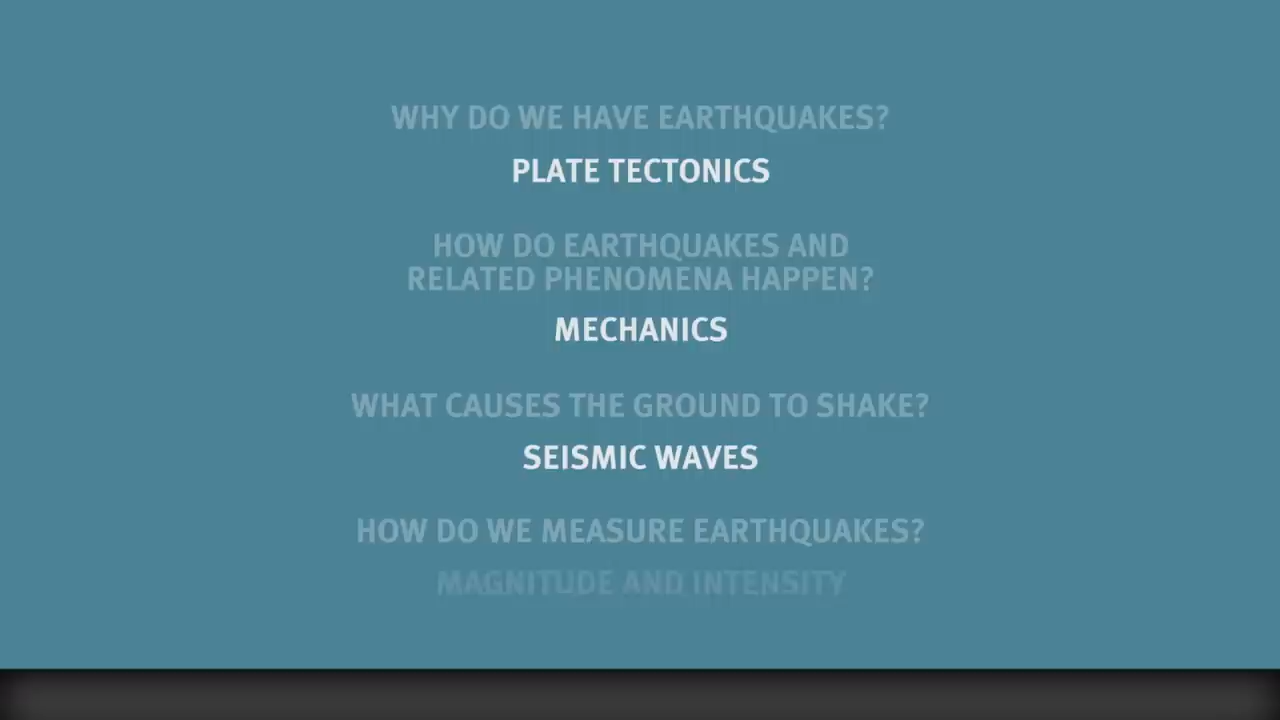 WHY DO WE HAVE EARTHQUAKES?
PLATE TECTONICS
HOW DO EARTHQUAKES AND
RELATED PHENOMENA HAPPEN?
MECHANICS
WHAT CAUSES THE GROUND TO SHAKE?
SEISMIC WAVES
HOW DO WE MEASURE EARTHQUAKES?
MAGNITUDE AND INTENSITY